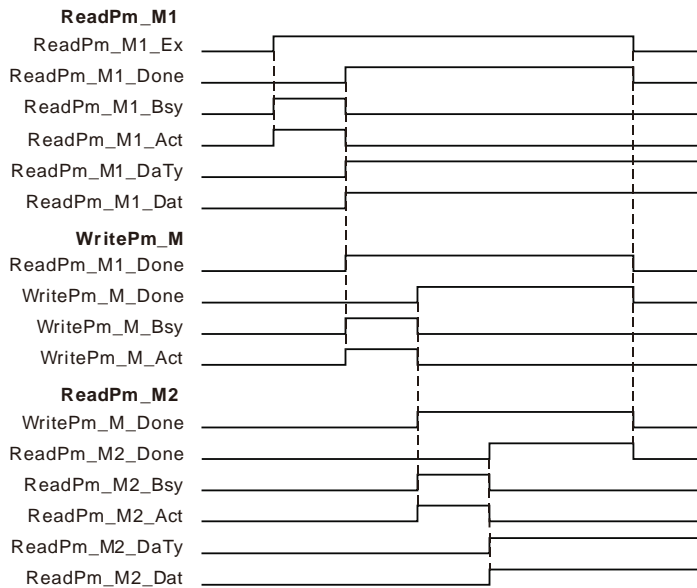 ReadPm_M1
ReadPm_M1_Ex
ReadPm_M1_Done
ReadPm_M1_Bsy
ReadPm_M1_Act
ReadPm_M1_DaTy
ReadPm_M1_Dat
WritePm_M
ReadPm_M1_Done
WritePm_M_Done
WritePm_M_Bsy
WritePm_M_Act
ReadPm_M2
WritePm_M_Done
ReadPm_M2_Done
ReadPm_M2_Bsy
ReadPm_M2_Act
ReadPm_M2_DaTy
ReadPm_M2_Dat